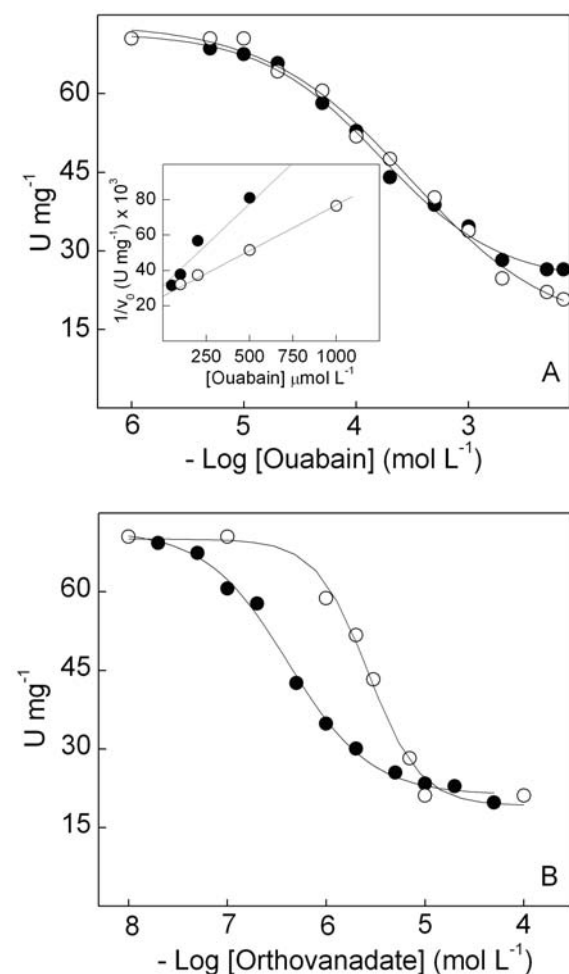 60
45
30
15
U mg⁻¹
80
60
40
20
1/v₀ (U mg⁻¹) x 10³
250 500 750 1000
[Ouabain] μmol L⁻¹
A
6 5 4 3
- Log [Ouabain] (mol L⁻¹)
60
45
30
15
U mg⁻¹
B
8 7 6 5 4
- Log [Orthovanadate] (mol L⁻¹)